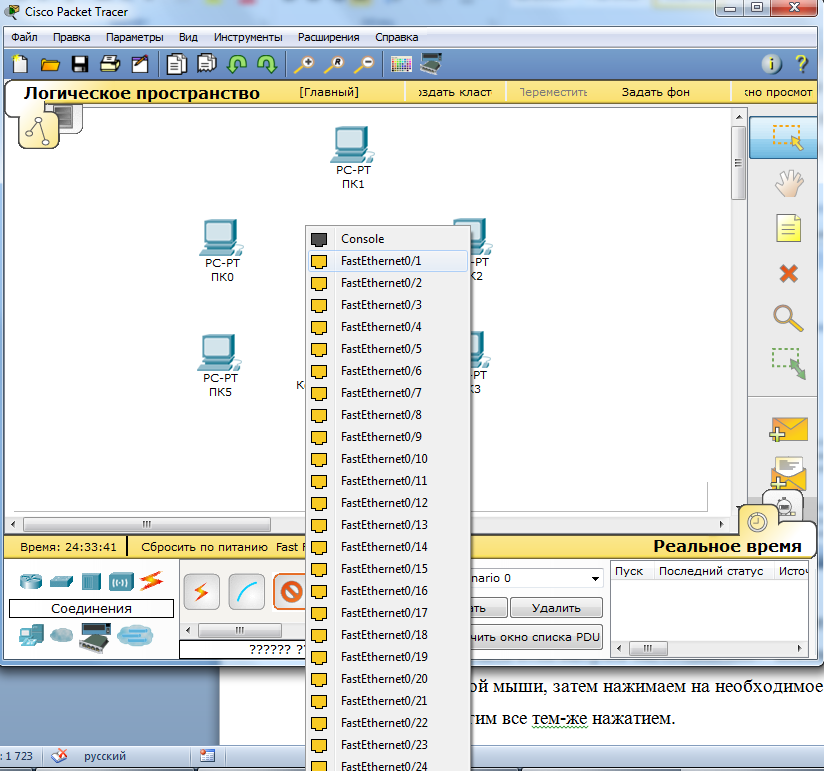 Cisco Packet Tracer
Файл Правка Параметры Вид Инструменты Расширения Справка
Логическое пространство [Главный] оздать класт Переместить Задать фон кно просмот
PC-PT
ПК1
PC-PT
ПК0
PC-PT
К2
PC-PT
ПК5
К
-PT
К3
Console
FastEthernet0/1
FastEthernet0/2
FastEthernet0/3
FastEthernet0/4
FastEthernet0/5
FastEthernet0/6
FastEthernet0/7
FastEthernet0/8
FastEthernet0/9
FastEthernet0/10
FastEthernet0/11
FastEthernet0/12
FastEthernet0/13
FastEthernet0/14
FastEthernet0/15
FastEthernet0/16
FastEthernet0/17
FastEthernet0/18
FastEthernet0/19
FastEthernet0/20
FastEthernet0/21
FastEthernet0/22
FastEthernet0/23
FastEthernet0/24
Время: 24:33:41 Сбросить по питанию Fast F
Реальное время
Соединения
?????? ??
nario 0
ать Удалить
чить окно списка PDU
Пуск Последний статус Источ
ой мыши, затем нажимаем на необходимое
тим все тем-же нажатием.
: 1 723 русский